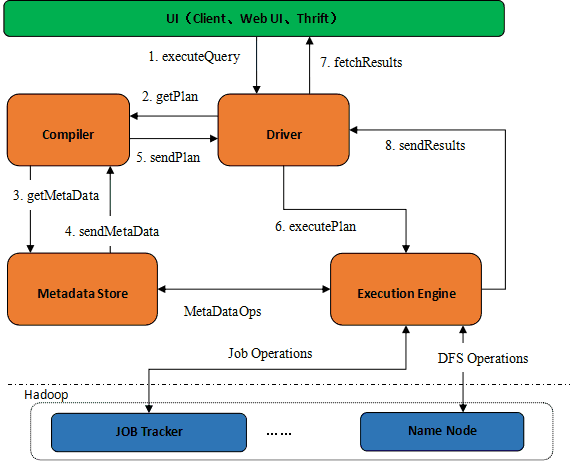 UI（Client、Web UI、Thrift）
1. executeQuery
7. fetchResults
2. getPlan
Compiler
Driver
5. sendPlan
8. sendResults
3. getMetaData
4. sendMetaData
6. executePlan
Metadata Store
Execution Engine
MetaDataOps
Job Operations
DFS Operations
Hadoop
JOB Tracker
……
Name Node